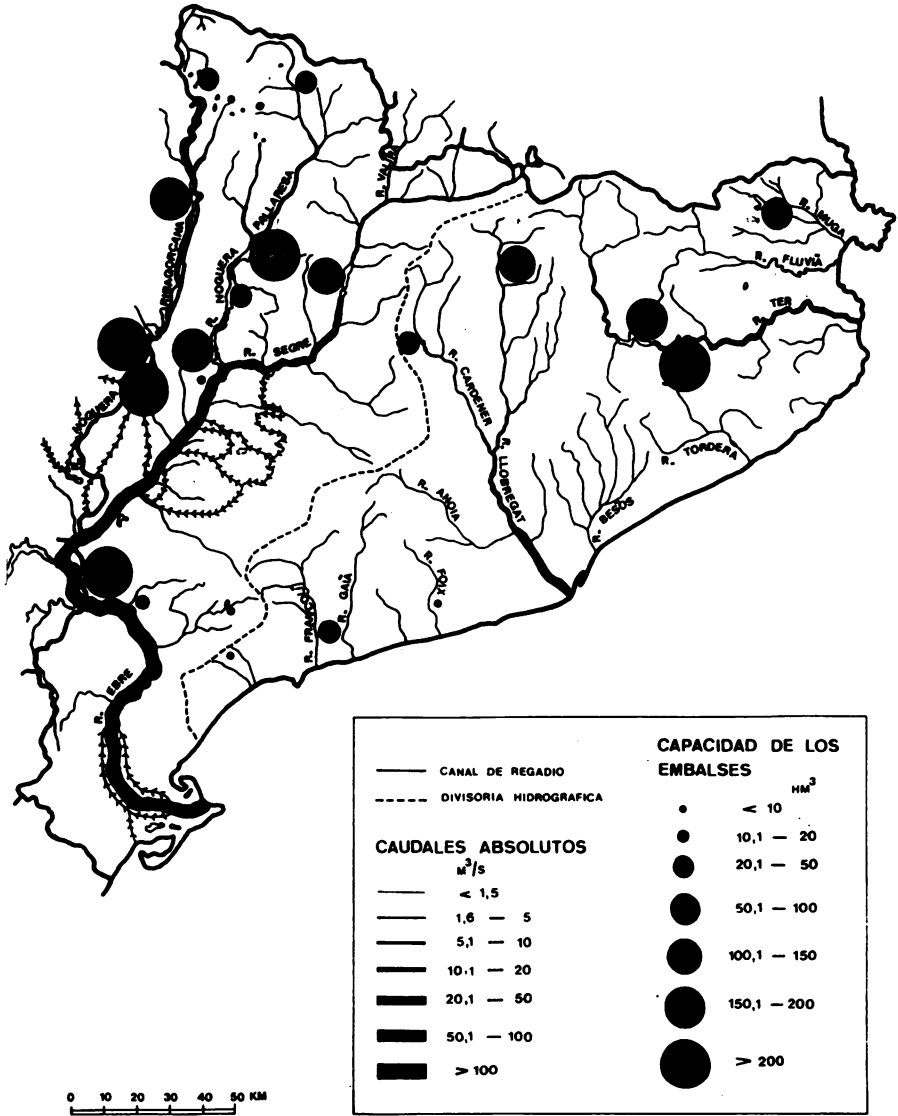 R. VALIRA
R. NOGUERA PALLARESA
NOGUERA RIBAGORÇANA
R. SEGRE
R. MUGA
R. FLUVIÀ
R. TER
R. CARDENER
R. LLOBREGAT
R. TORDERA
R. BESÓS
R. ANOIA
R. FOIX
R. GAIÀ
R. FRANCOLÍ
R. EBRE
CANAL DE REGADIO
DIVISORIA HIDROGRAFICA
CAUDALES ABSOLUTOS
M³/S
< 1,5
1,6 — 5
5,1 — 10
10,1 — 20
20,1 — 50
50,1 — 100
> 100
CAPACIDAD DE LOS
EMBALSES
HM³
< 10
10,1 — 20
20,1 — 50
50,1 — 100
100,1 — 150
150,1 — 200
> 200
0 10 20 30 40 50 KM